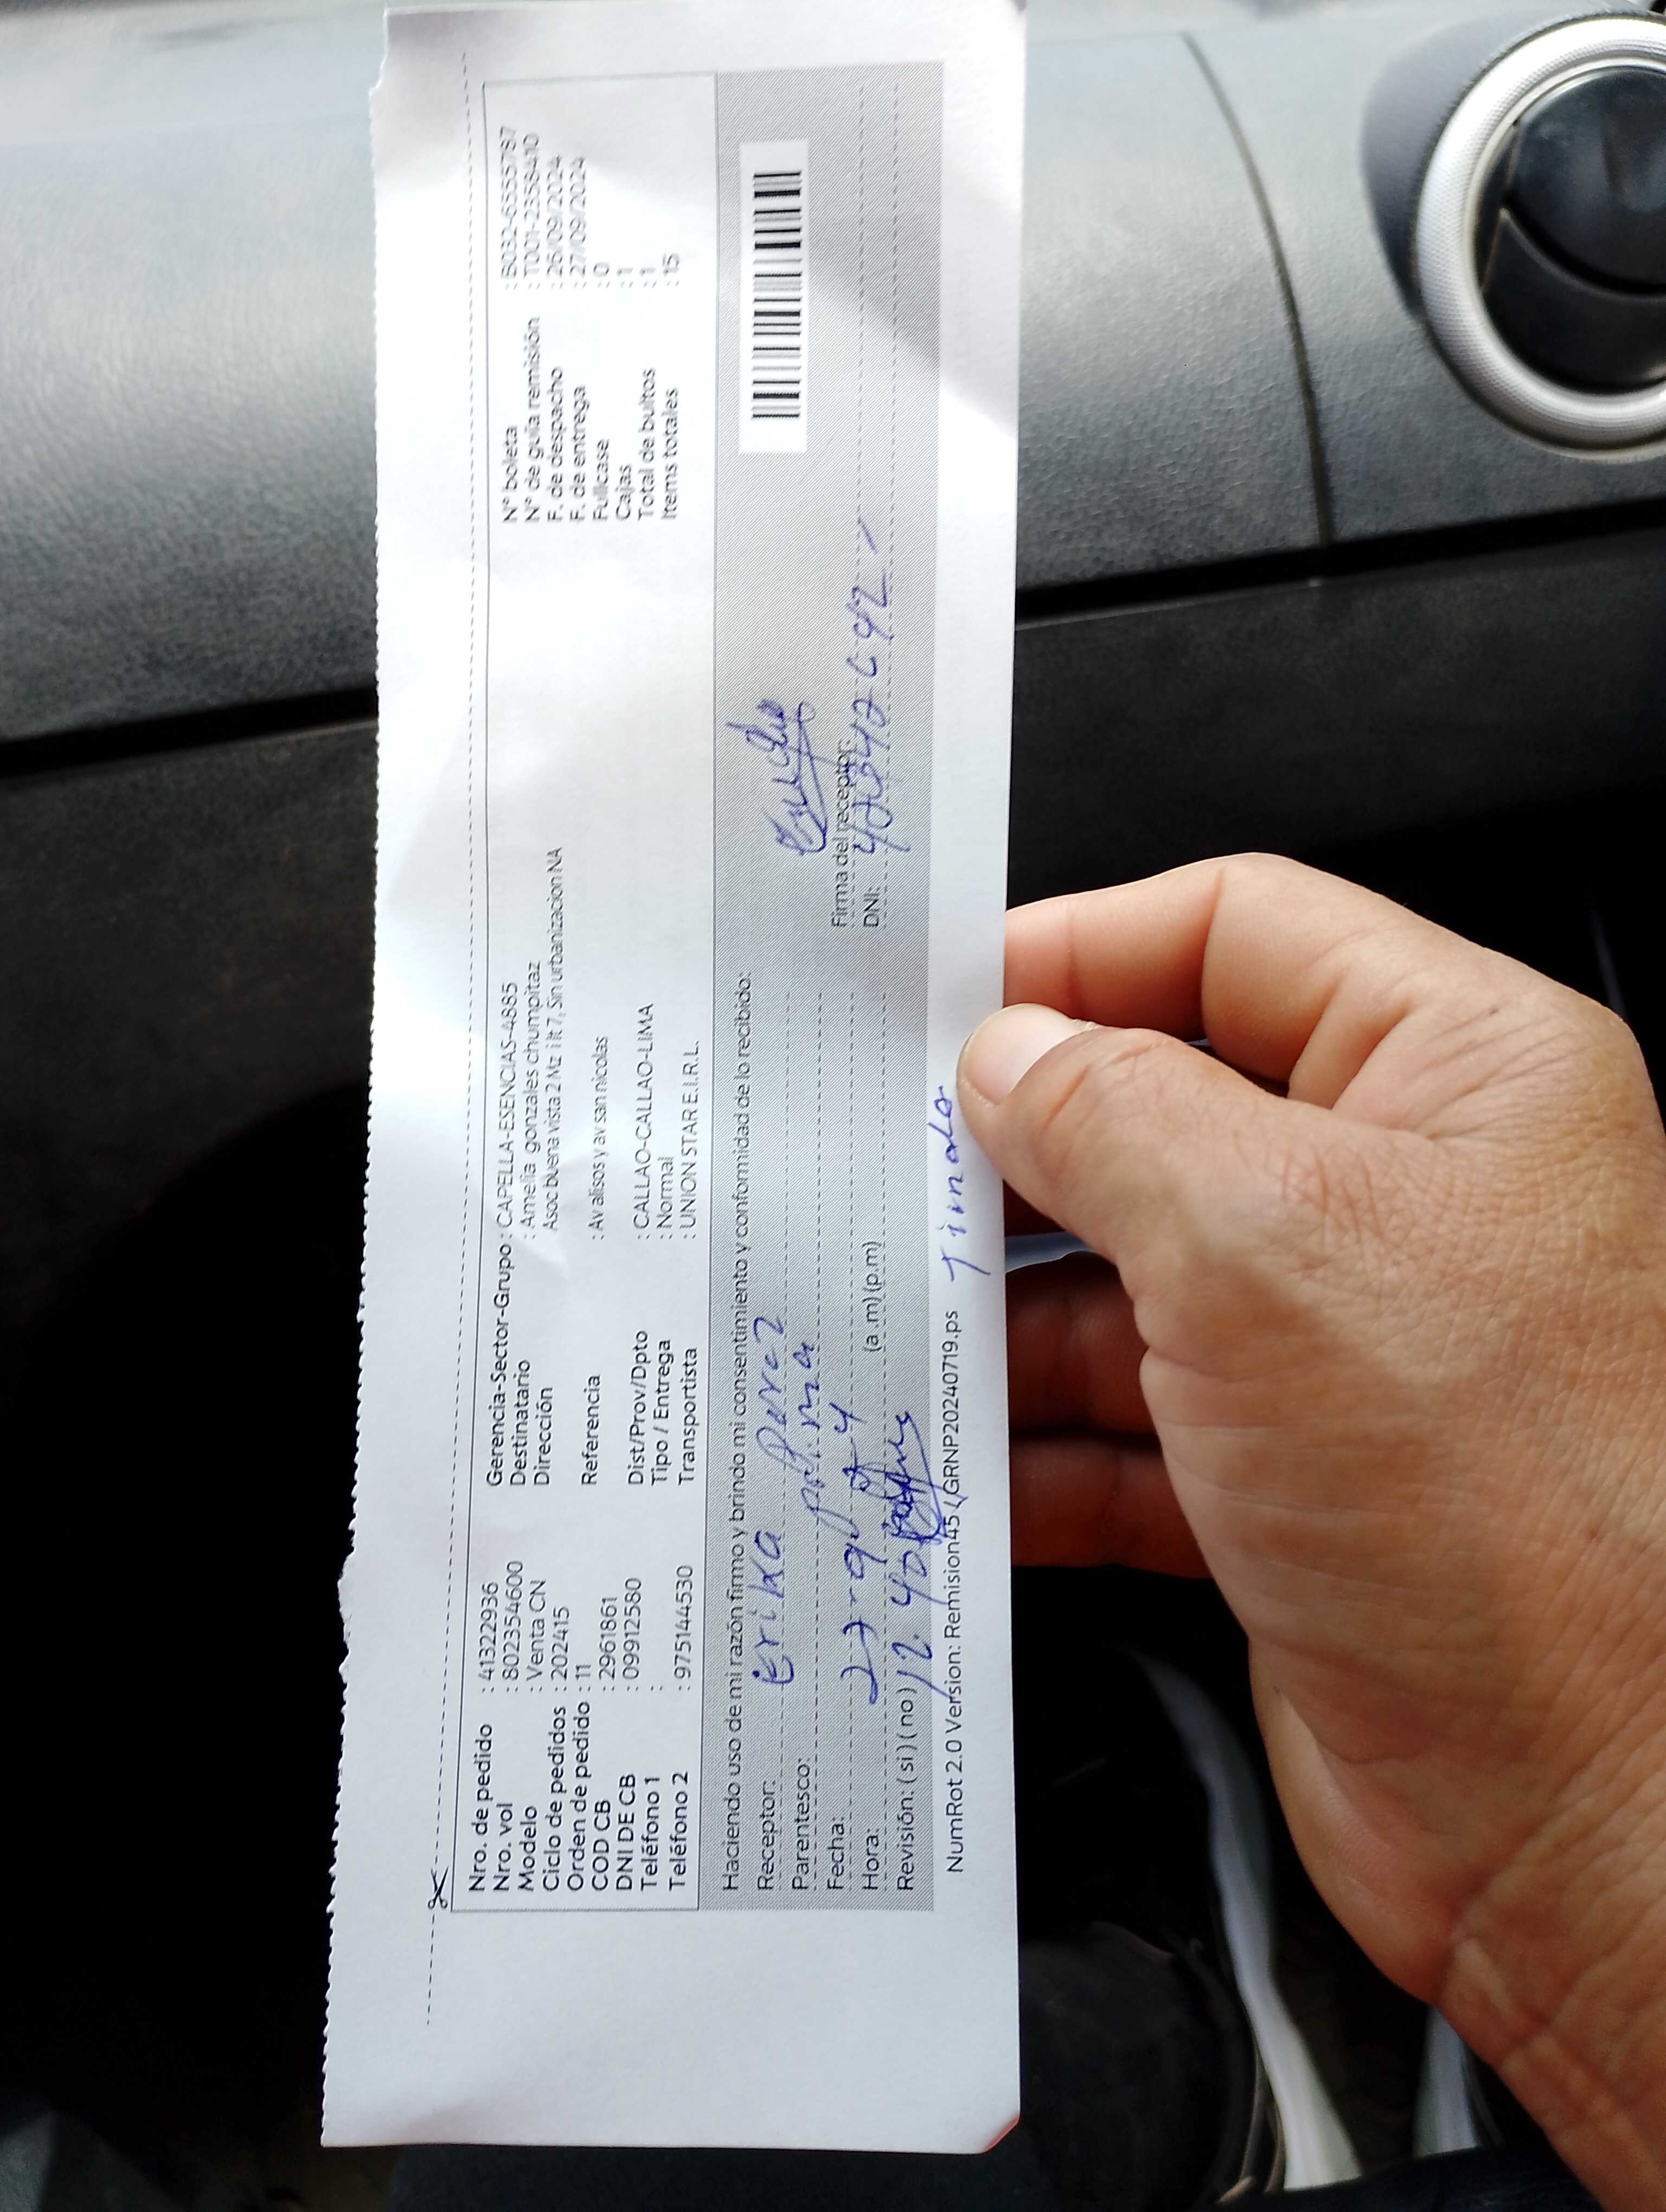 Nro. de pedido : 41322936
Nro. vol : 802354600
Modelo : Venta CN
Ciclo de pedidos : 202415
Orden de pedido : 11
COD CB : 2961861
DNI DE CB : 09912580
Teléfono 1 :
Teléfono 2 : 975144530
Gerencia-Sector-Grupo : CAPELLA-ESENCIAS-4885
Destinatario : Amelia gonzales chumpitaz
Dirección Asoc buena vista 2 Mz i lt 7, Sin urbanizacion NA
Referencia : Av alisos y av san nicolas
Dist/Prov/Dpto : CALLAO-CALLAO-LIMA
Tipo / Entrega : Normal
Transportista : UNION STAR E.I.R.L.
N° boleta : B032-6555787
N° de guía remisión : T001-2358410
F. de despacho : 26/09/2024
F. de entrega : 27/09/2024
Fullcase : 0
Cajas : 1
Total de bultos : 1
Items totales : 15
Haciendo uso de mi razón firmo y brindo mi consentimiento y conformidad de lo recibido:
Receptor: Erika Perez
Parentesco: prima
Fecha: 27-9
Hora: 12.40 (a.m) (p.m)
Revisión: ( si ) ( no )
Firma del receptor:
DNI:
NumRot 2.0 Version: Remision45 GRNP20240719.ps